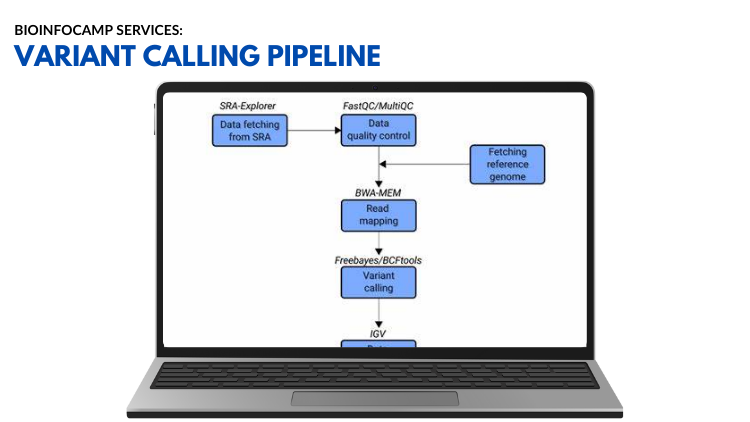 BIOINFOCAMP SERVICES:
VARIANT CALLING PIPELINE
SRA-Explorer
Data fetching
from SRA
FastQC/MultiQC
Data
quality control
Fetching
reference
genome
BWA-MEM
Read
mapping
Freebayes/BCFtools
Variant
calling
IGV